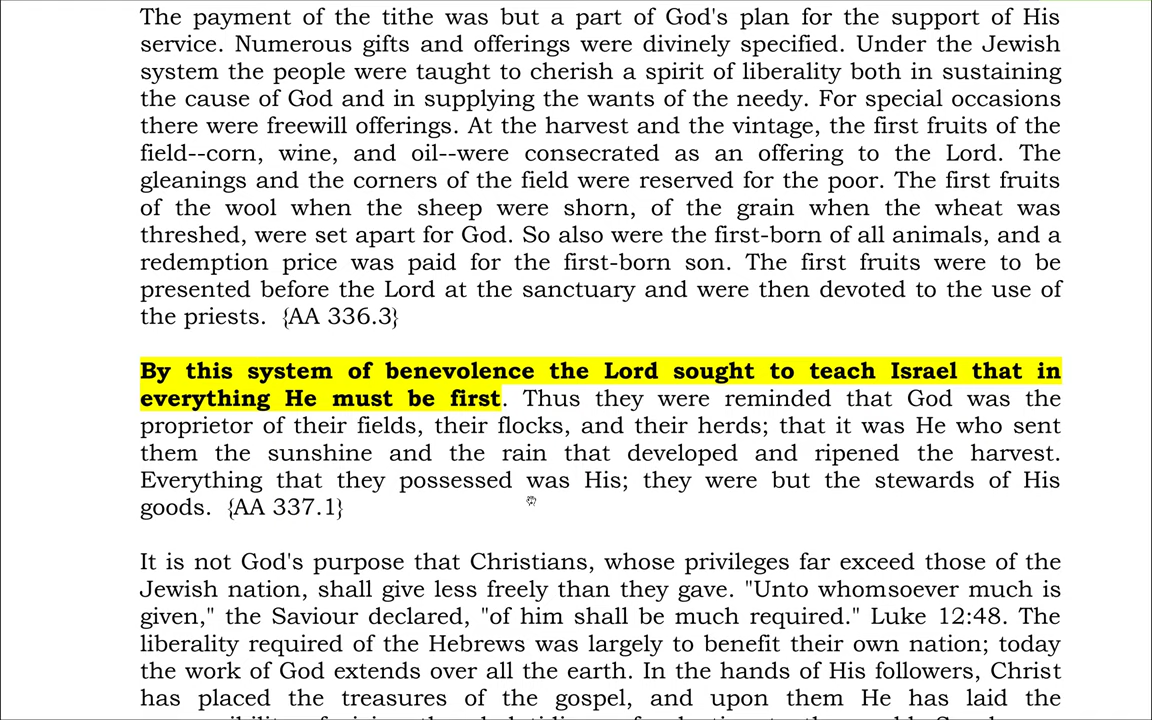 The payment of the tithe was but a part of God's plan for the support of His
service. Numerous gifts and offerings were divinely specified. Under the Jewish
system the people were taught to cherish a spirit of liberality both in sustaining
the cause of God and in supplying the wants of the needy. For special occasions
there were freewill offerings. At the harvest and the vintage, the first fruits of the
field--corn, wine, and oil--were consecrated as an offering to the Lord. The
gleanings and the corners of the field were reserved for the poor. The first fruits
of the wool when the sheep were shorn, of the grain when the wheat was
threshed, were set apart for God. So also were the first-born of all animals, and a
redemption price was paid for the first-born son. The first fruits were to be
presented before the Lord at the sanctuary and were then devoted to the use of
the priests. {AA 336.3}
By this system of benevolence the Lord sought to teach Israel that in
everything He must be first. Thus they were reminded that God was the
proprietor of their fields, their flocks, and their herds; that it was He who sent
them the sunshine and the rain that developed and ripened the harvest.
Everything that they possessed was His; they were but the stewards of His
goods. {AA 337.1}
It is not God's purpose that Christians, whose privileges far exceed those of the
Jewish nation, shall give less freely than they gave. "Unto whomsoever much is
given," the Saviour declared, "of him shall be much required." Luke 12:48. The
liberality required of the Hebrews was largely to benefit their own nation; today
the work of God extends over all the earth. In the hands of His followers, Christ
has placed the treasures of the gospel, and upon them He has laid the